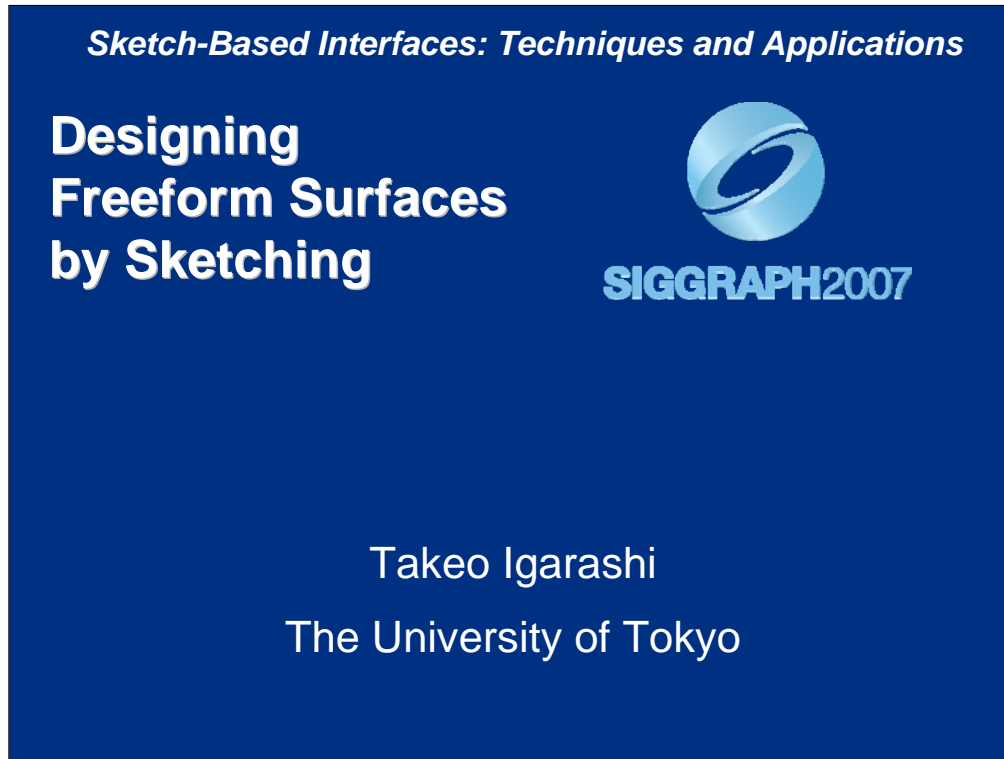 Sketch-Based Interfaces: Techniques and Applications
Designing
Freeform Surfaces
by Sketching
SIGGRAPH2007
Takeo Igarashi
The University of Tokyo